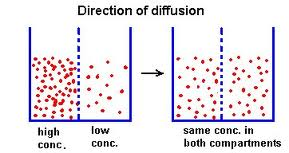 Direction of diffusion
high low same conc. in
conc. conc. both compartments